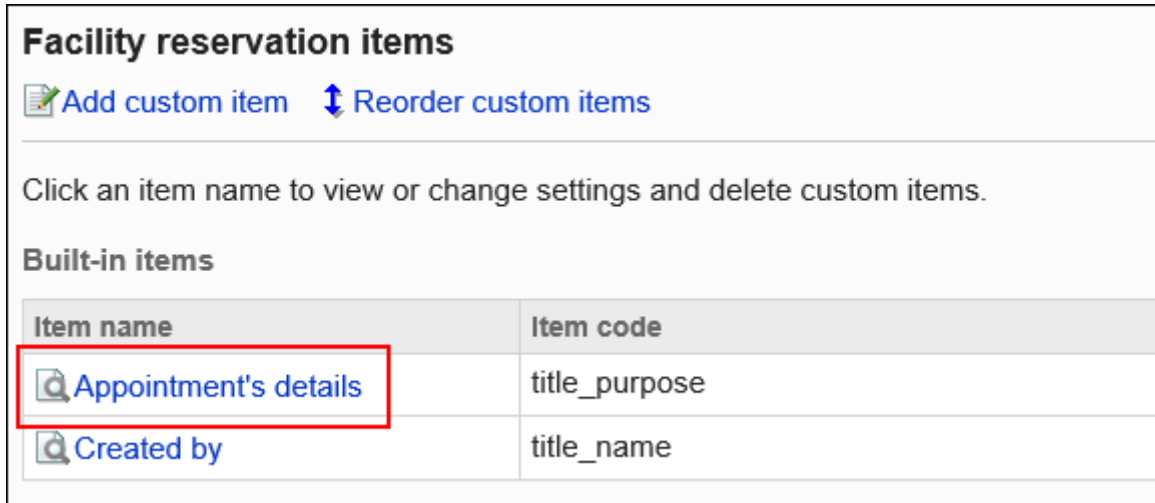 Facility reservation items
Add custom item Reorder custom items
Click an item name to view or change settings and delete custom items.
Built-in items
Item name Item code
Appointment's details title_purpose
Created by title_name